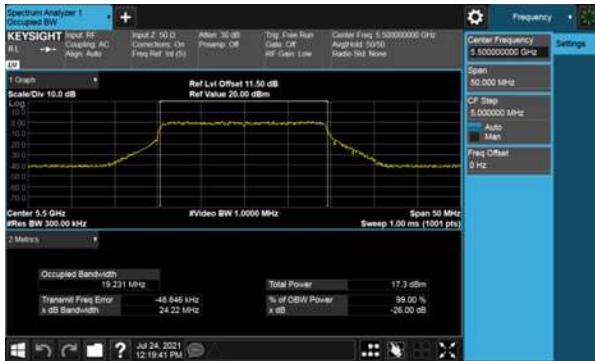 Spectrum Analyzer 1
Occupied BW
+
Frequency
KEYSIGHT Input: RF Input Z: 50 Ω Atten: 30 dB Trig: Free Run Center Freq: 5.500000000 GHz
R L Coupling: AC Corrections: On Preamp: Off Gate: Off Avg|Hold: 50/50
Align: Auto Freq Ref: Int (S) #IF Gain: Low Radio Std: None
Center Frequency
5.500000000 GHz
Settings
Span
50.000 MHz
CF Step
5.000000 MHz
Auto
Man
Freq Offset
0 Hz
1 Graph
Scale/Div 10.0 dB
Ref Lvl Offset 11.50 dB
Ref Value 20.00 dBm
Log
Center 5.5 GHz #Video BW 1.0000 MHz Span 50 MHz
#Res BW 300.00 kHz Sweep 1.00 ms (1001 pts)
2 Metrics
Occupied Bandwidth
19.231 MHz
Total Power 17.3 dBm
Transmit Freq Error -48.846 kHz % of OBW Power 99.00 %
x dB Bandwidth 24.22 MHz x dB -26.00 dB
?
Jul 24, 2021
12:19:41 PM